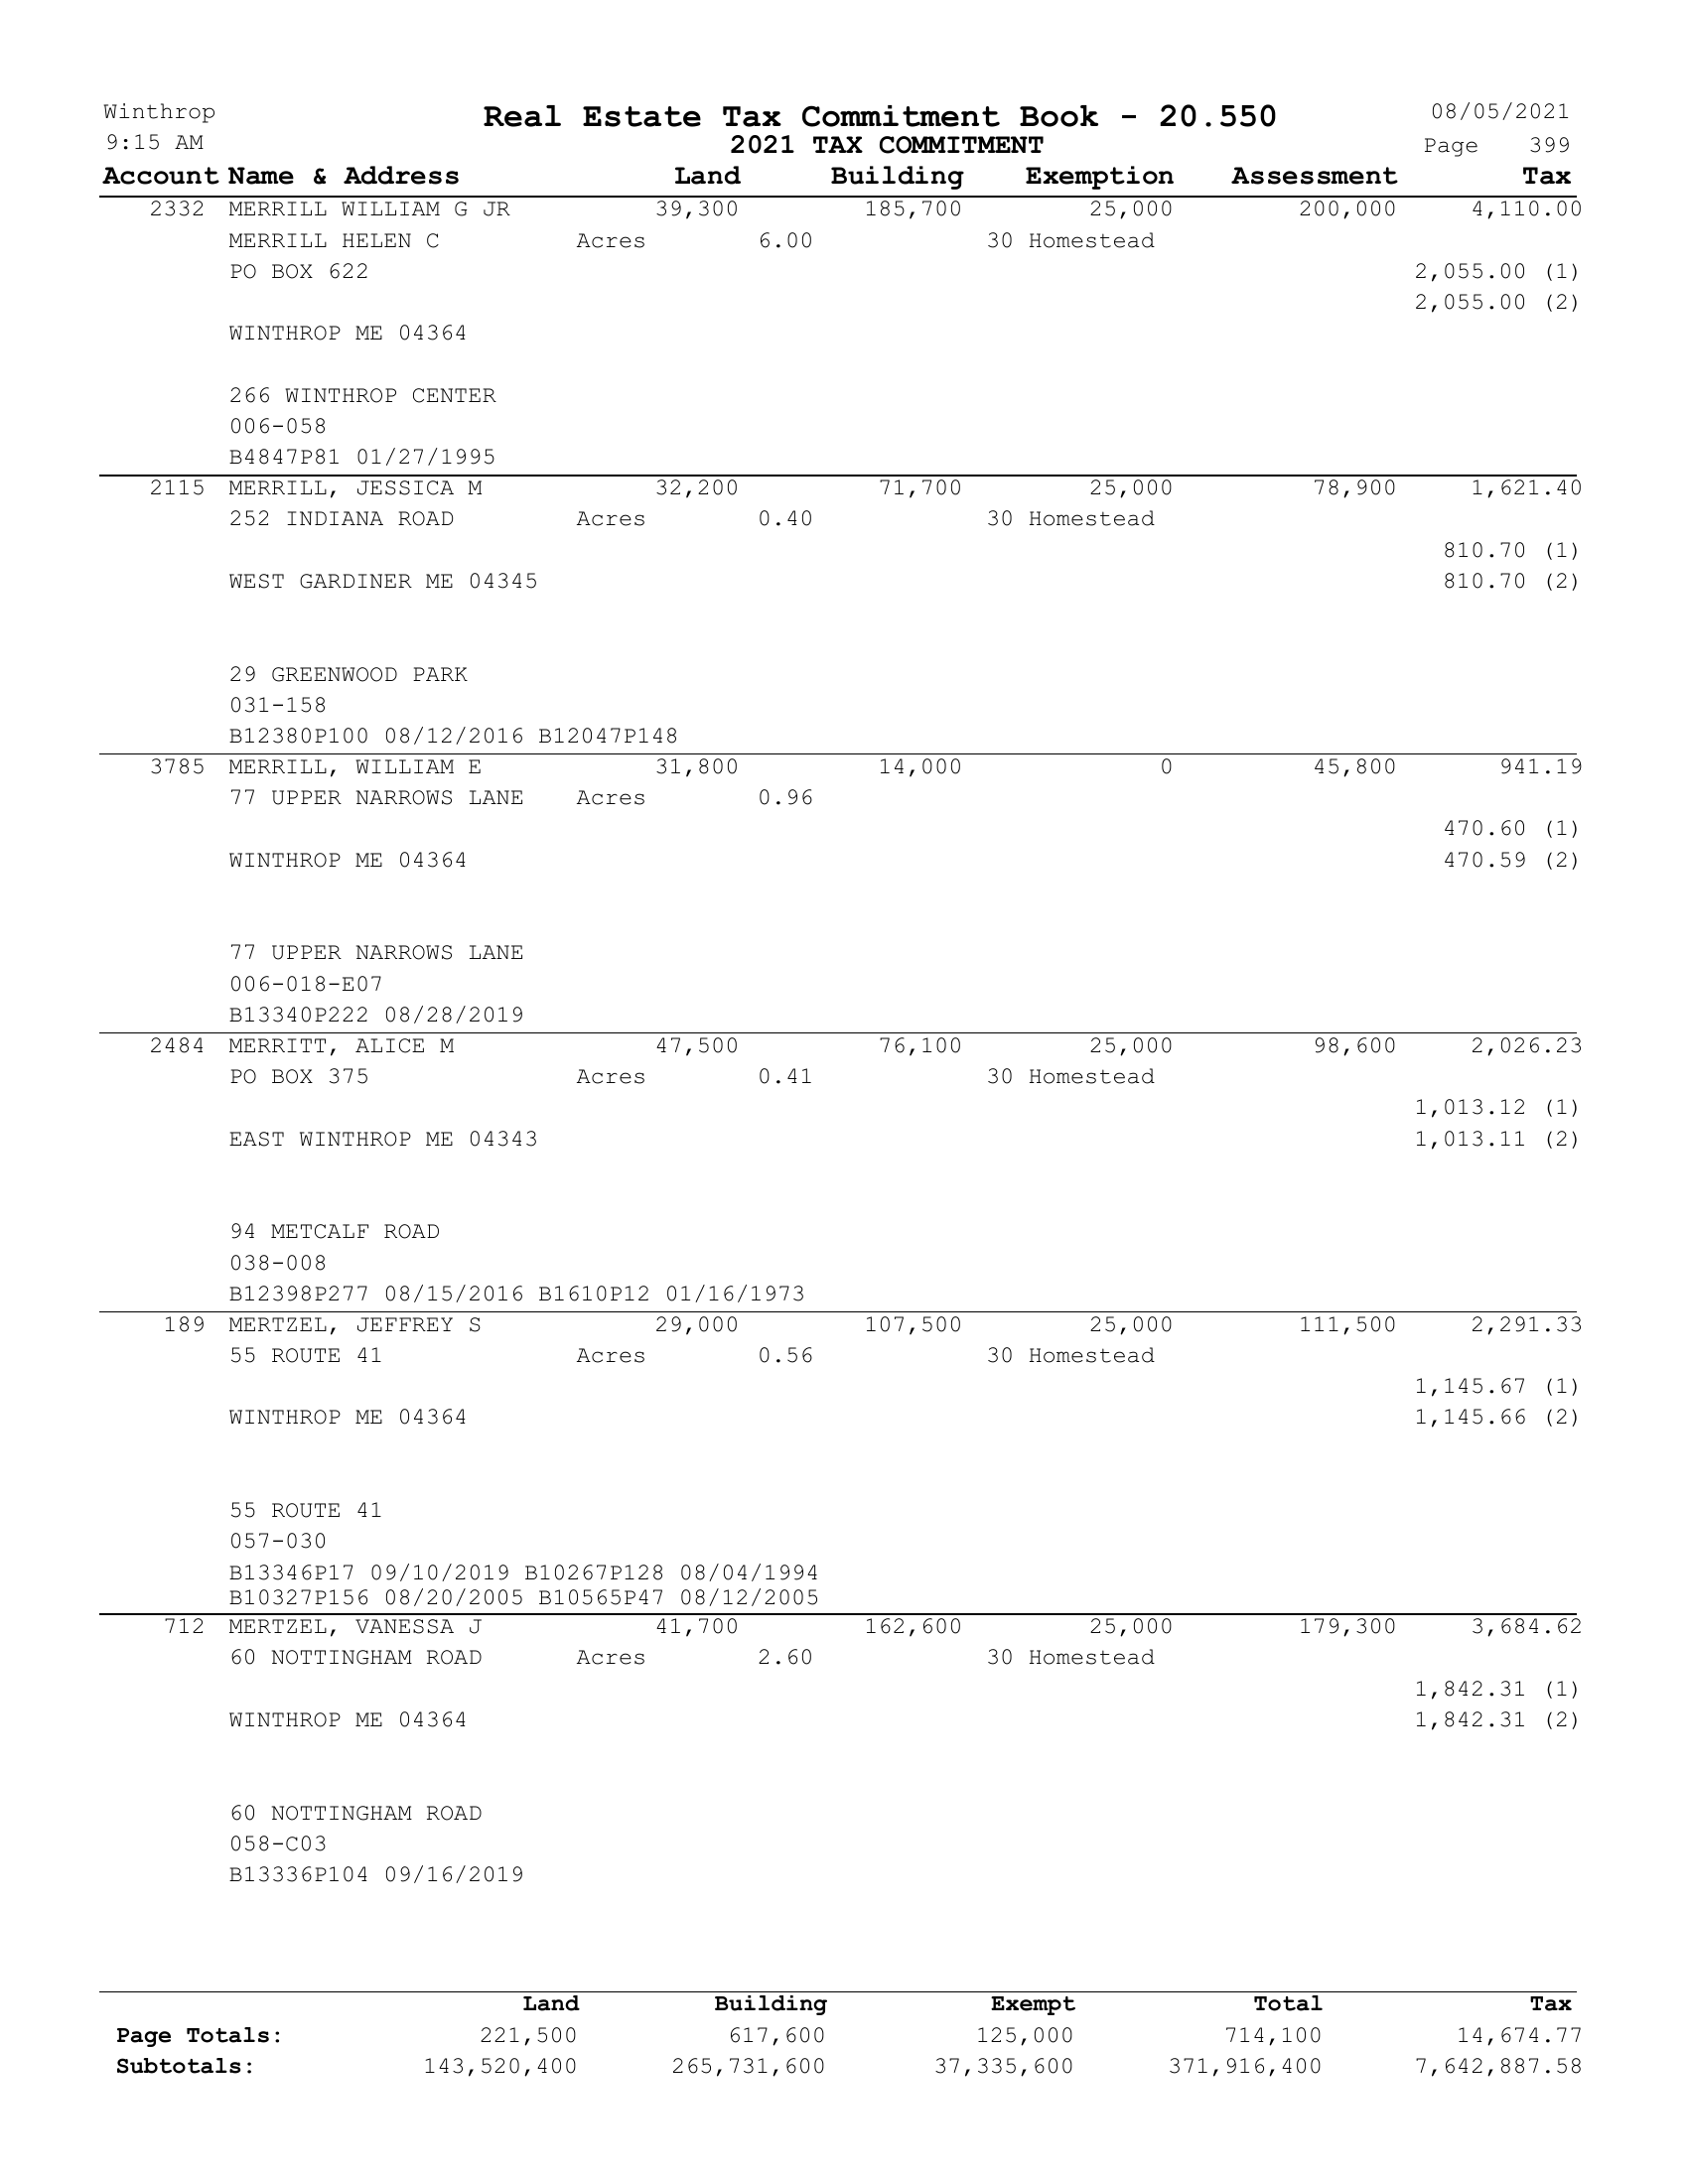 Winthrop Real Estate Tax Commitment Book - 20.550 08/05/2021
9:15 AM 2021 TAX COMMITMENT Page 399
Account Name & Address Land Building Exemption Assessment Tax
2332 MERRILL WILLIAM G JR 39,300 185,700 25,000 200,000 4,110.00
MERRILL HELEN C Acres 6.00 30 Homestead
PO BOX 622 2,055.00 (1)
2,055.00 (2)
WINTHROP ME 04364
266 WINTHROP CENTER
006-058
B4847P81 01/27/1995
2115 MERRILL, JESSICA M 32,200 71,700 25,000 78,900 1,621.40
252 INDIANA ROAD Acres 0.40 30 Homestead
810.70 (1)
WEST GARDINER ME 04345 810.70 (2)
29 GREENWOOD PARK
031-158
B12380P100 08/12/2016 B12047P148
3785 MERRILL, WILLIAM E 31,800 14,000 0 45,800 941.19
77 UPPER NARROWS LANE Acres 0.96
470.60 (1)
WINTHROP ME 04364 470.59 (2)
77 UPPER NARROWS LANE
006-018-E07
B13340P222 08/28/2019
2484 MERRITT, ALICE M 47,500 76,100 25,000 98,600 2,026.23
PO BOX 375 Acres 0.41 30 Homestead
1,013.12 (1)
EAST WINTHROP ME 04343 1,013.11 (2)
94 METCALF ROAD
038-008
B12398P277 08/15/2016 B1610P12 01/16/1973
189 MERTZEL, JEFFREY S 29,000 107,500 25,000 111,500 2,291.33
55 ROUTE 41 Acres 0.56 30 Homestead
1,145.67 (1)
WINTHROP ME 04364 1,145.66 (2)
55 ROUTE 41
057-030
B13346P17 09/10/2019 B10267P128 08/04/1994
B10327P156 08/20/2005 B10565P47 08/12/2005
712 MERTZEL, VANESSA J 41,700 162,600 25,000 179,300 3,684.62
60 NOTTINGHAM ROAD Acres 2.60 30 Homestead
1,842.31 (1)
WINTHROP ME 04364 1,842.31 (2)
60 NOTTINGHAM ROAD
058-C03
B13336P104 09/16/2019
Land Building Exempt Total Tax
Page Totals: 221,500 617,600 125,000 714,100 14,674.77
Subtotals: 143,520,400 265,731,600 37,335,600 371,916,400 7,642,887.58